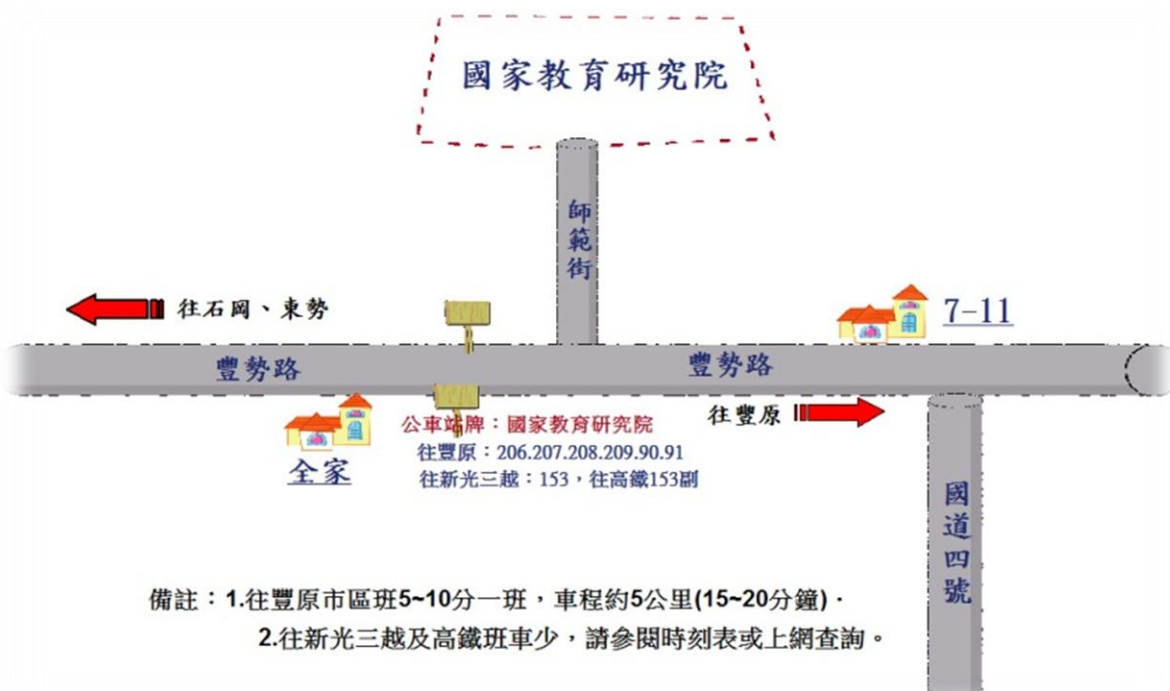 國家教育研究院
師範街
往石岡、東勢
7-11
豐勢路
豐勢路
往豐原
公車站牌：國家教育研究院
往豐原：206.207.208.209.90.91
往新光三越：153，往高鐵153副
全家
國道四號
備註：1.往豐原市區班5~10分一班，車程約5公里(15~20分鐘)．
2.往新光三越及高鐵班車少，請參閱時刻表或上網查詢。